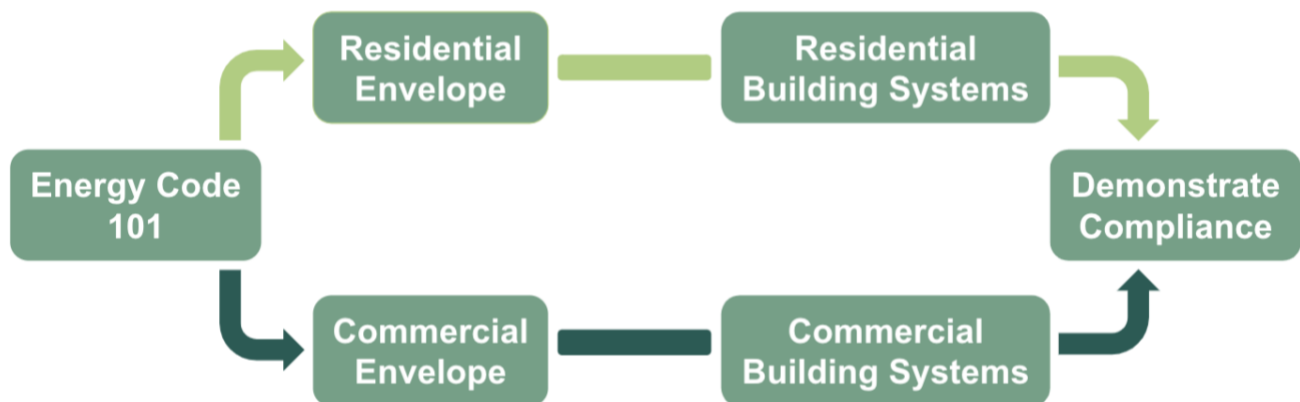 Residential
Envelope
Residential
Building Systems
Energy Code
101
Demonstrate
Compliance
Commercial
Envelope
Commercial
Building Systems